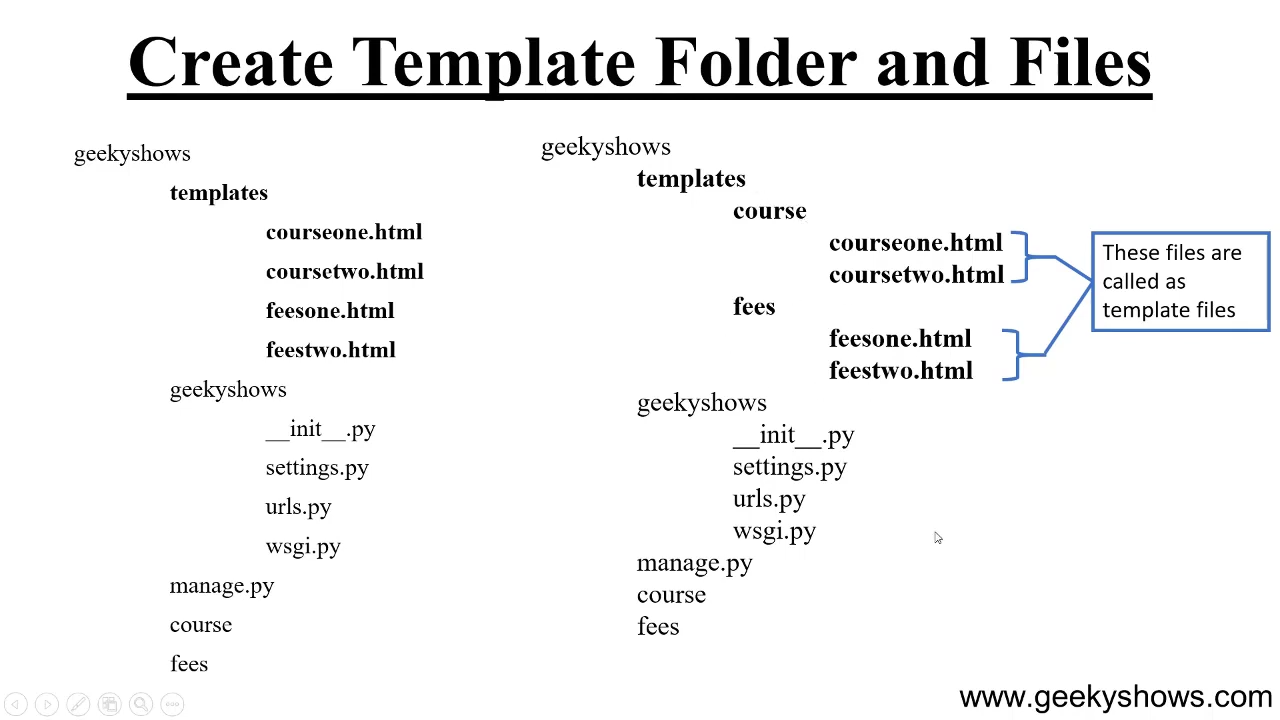 Create Template Folder and Files
geekyshows
templates
courseone.html
coursetwo.html
feesone.html
feestwo.html
geekyshows
__init__.py
settings.py
urls.py
wsgi.py
manage.py
course
fees
geekyshows
templates
course
courseone.html
coursetwo.html
fees
feesone.html
feestwo.html
geekyshows
__init__.py
settings.py
urls.py
wsgi.py
manage.py
course
fees
These files are
called as
template files
www.geekyshows.com